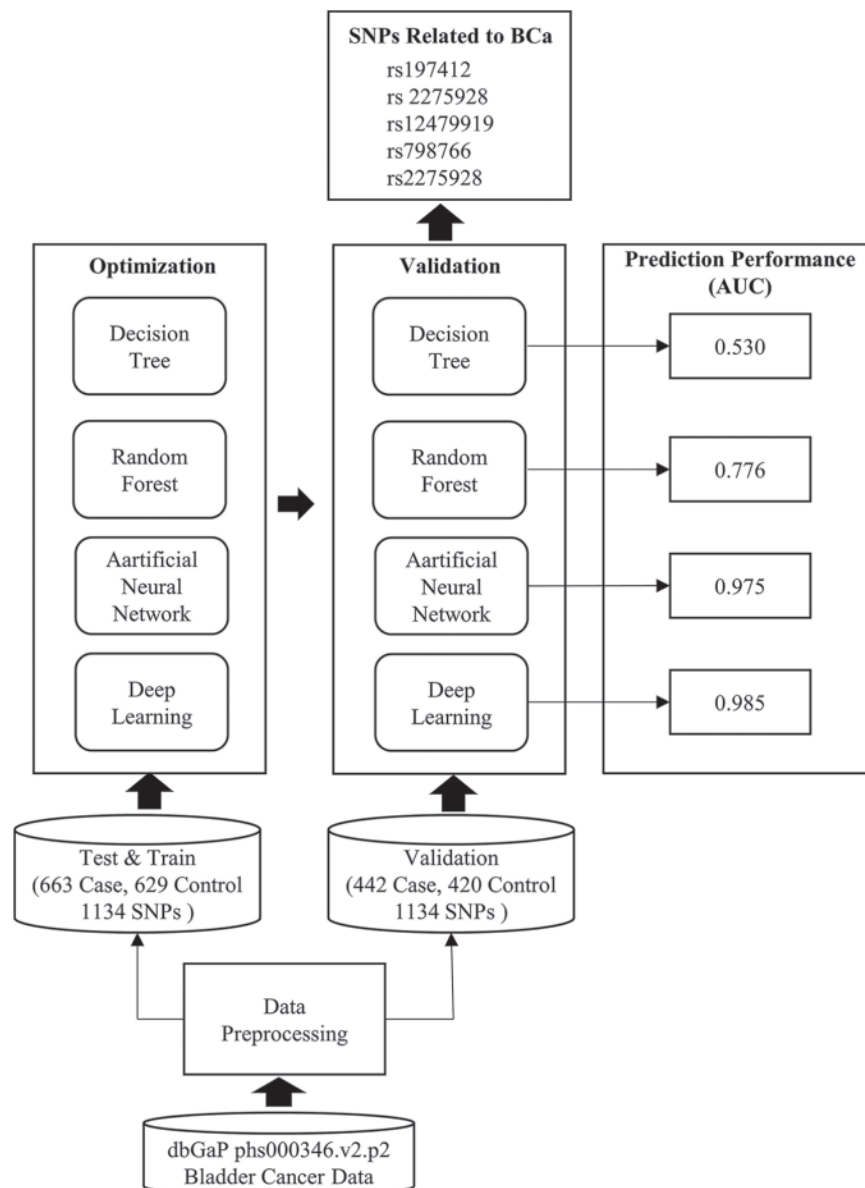 SNPs Related to BCa
rs197412
rs 2275928
rs12479919
rs798766
rs2275928
Optimization
Decision
Tree
Random
Forest
Aartificial
Neural
Network
Deep
Learning
Validation
Decision
Tree
Random
Forest
Aartificial
Neural
Network
Deep
Learning
Prediction Performance
(AUC)
0.530
0.776
0.975
0.985
Test & Train
(663 Case, 629 Control
1134 SNPs )
Validation
(442 Case, 420 Control
1134 SNPs )
Data
Preprocessing
dbGaP phs000346.v2.p2
Bladder Cancer Data